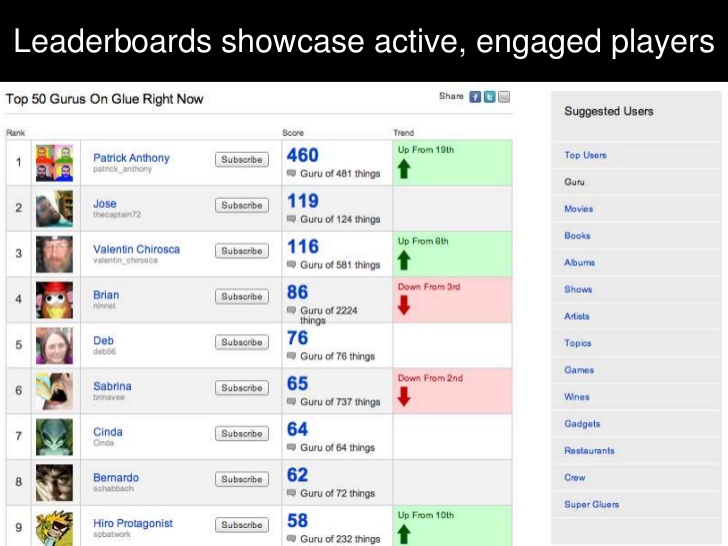 Leaderboards showcase active, engaged players
Top 50 Gurus On Glue Right Now
Share
Rank
Score
Trend
1
Patrick Anthony
patrick_anthony
Subscribe
460
Guru of 481 things
Up From 19th
2
Jose
thecaptain72
Subscribe
119
Guru of 124 things
3
Valentin Chirosca
valentin_chirosca
Subscribe
116
Guru of 581 things
Up From 6th
4
Brian
ninnet
Subscribe
86
Guru of 2224
things
Down From 3rd
5
Deb
deb56
Subscribe
76
Guru of 76 things
6
Sabrina
brinavee
Subscribe
65
Guru of 737 things
Down From 2nd
7
Cinda
Cinda
Subscribe
64
Guru of 64 things
8
Bernardo
schabbach
Subscribe
62
Guru of 72 things
9
Hiro Protagonist
spbatwork
Subscribe
58
Guru of 232 things
Up From 10th
Suggested Users
Top Users
Guru
Movies
Books
Albums
Shows
Artists
Topics
Games
Wines
Gadgets
Restaurants
Crew
Super Gluers